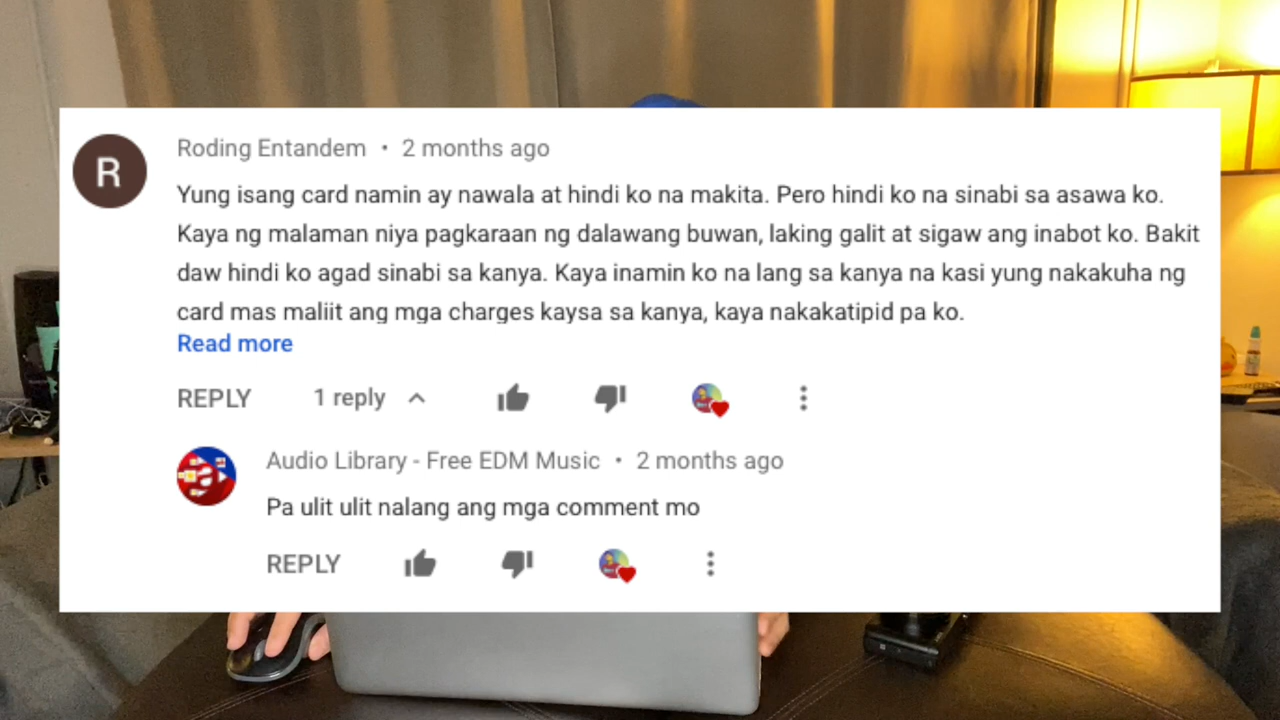 R
Roding Entandem • 2 months ago
Yung isang card namin ay nawala at hindi ko na makita. Pero hindi ko na sinabi sa asawa ko.
Kaya ng malaman niya pagkaraan ng dalawang buwan, laking galit at sigaw ang inabot ko. Bakit
daw hindi ko agad sinabi sa kanya. Kaya inamin ko na lang sa kanya na kasi yung nakakuha ng
card mas maliit ang mga charges kaysa sa kanya, kaya nakakatipid pa ko.
Read more
REPLY 1 reply
Audio Library - Free EDM Music • 2 months ago
Pa ulit ulit nalang ang mga comment mo
REPLY